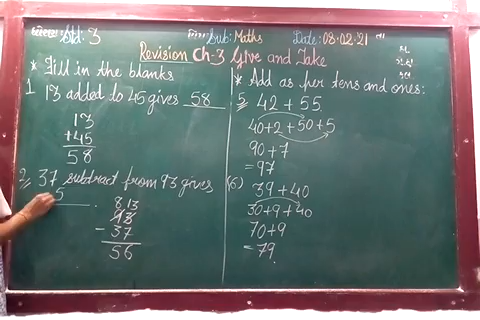 Std: 3 Sub: Maths Date: 08.02.21
Revision Ch-3 Give and Take
* Fill in the blanks
1 13 added to 45 gives 58
13
+45
58
2. 37 subtract from 93 gives
5
8 13
93
- 37
56
* Add as per tens and ones:
5. 42 + 55
40+2+50+5
90+7
= 97
(6) 39 + 40
30+9+40
70+9
= 79